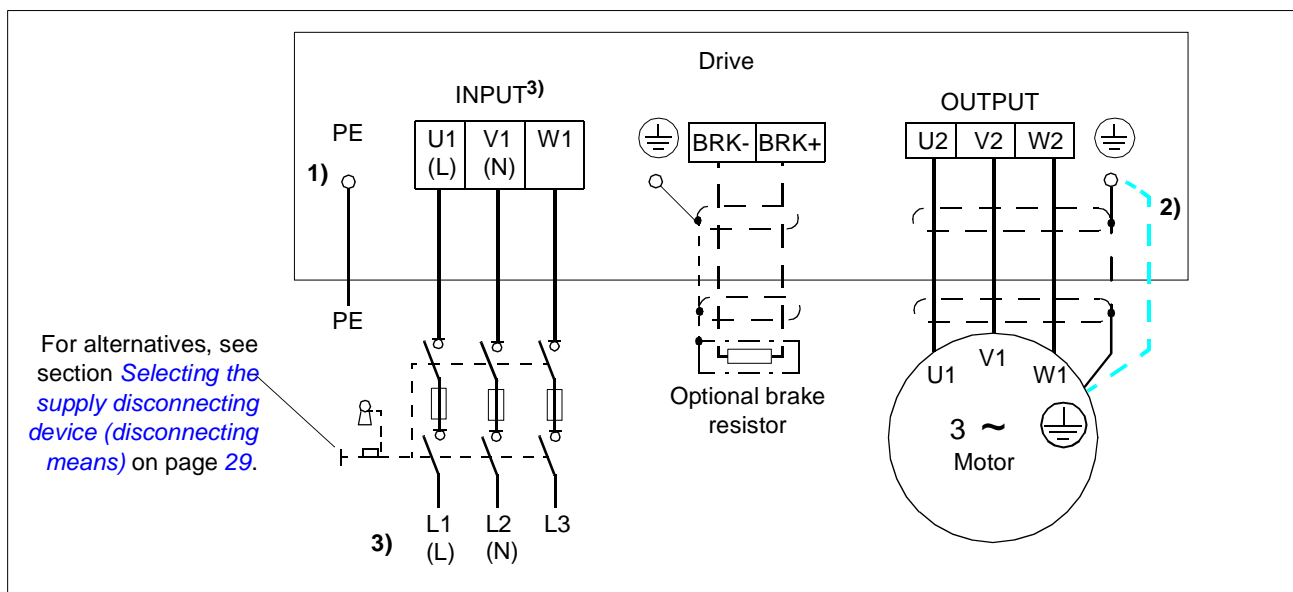 Drive
INPUT3)
OUTPUT
PE
U1
(L)
V1
(N)
W1
BRK-
BRK+
U2
V2
W2
1)
2)
PE
For alternatives, see
section Selecting the
supply disconnecting
device (disconnecting
means) on page 29.
Optional brake
resistor
U1
V1
W1
3 ~
Motor
3)
L1
(L)
L2
(N)
L3